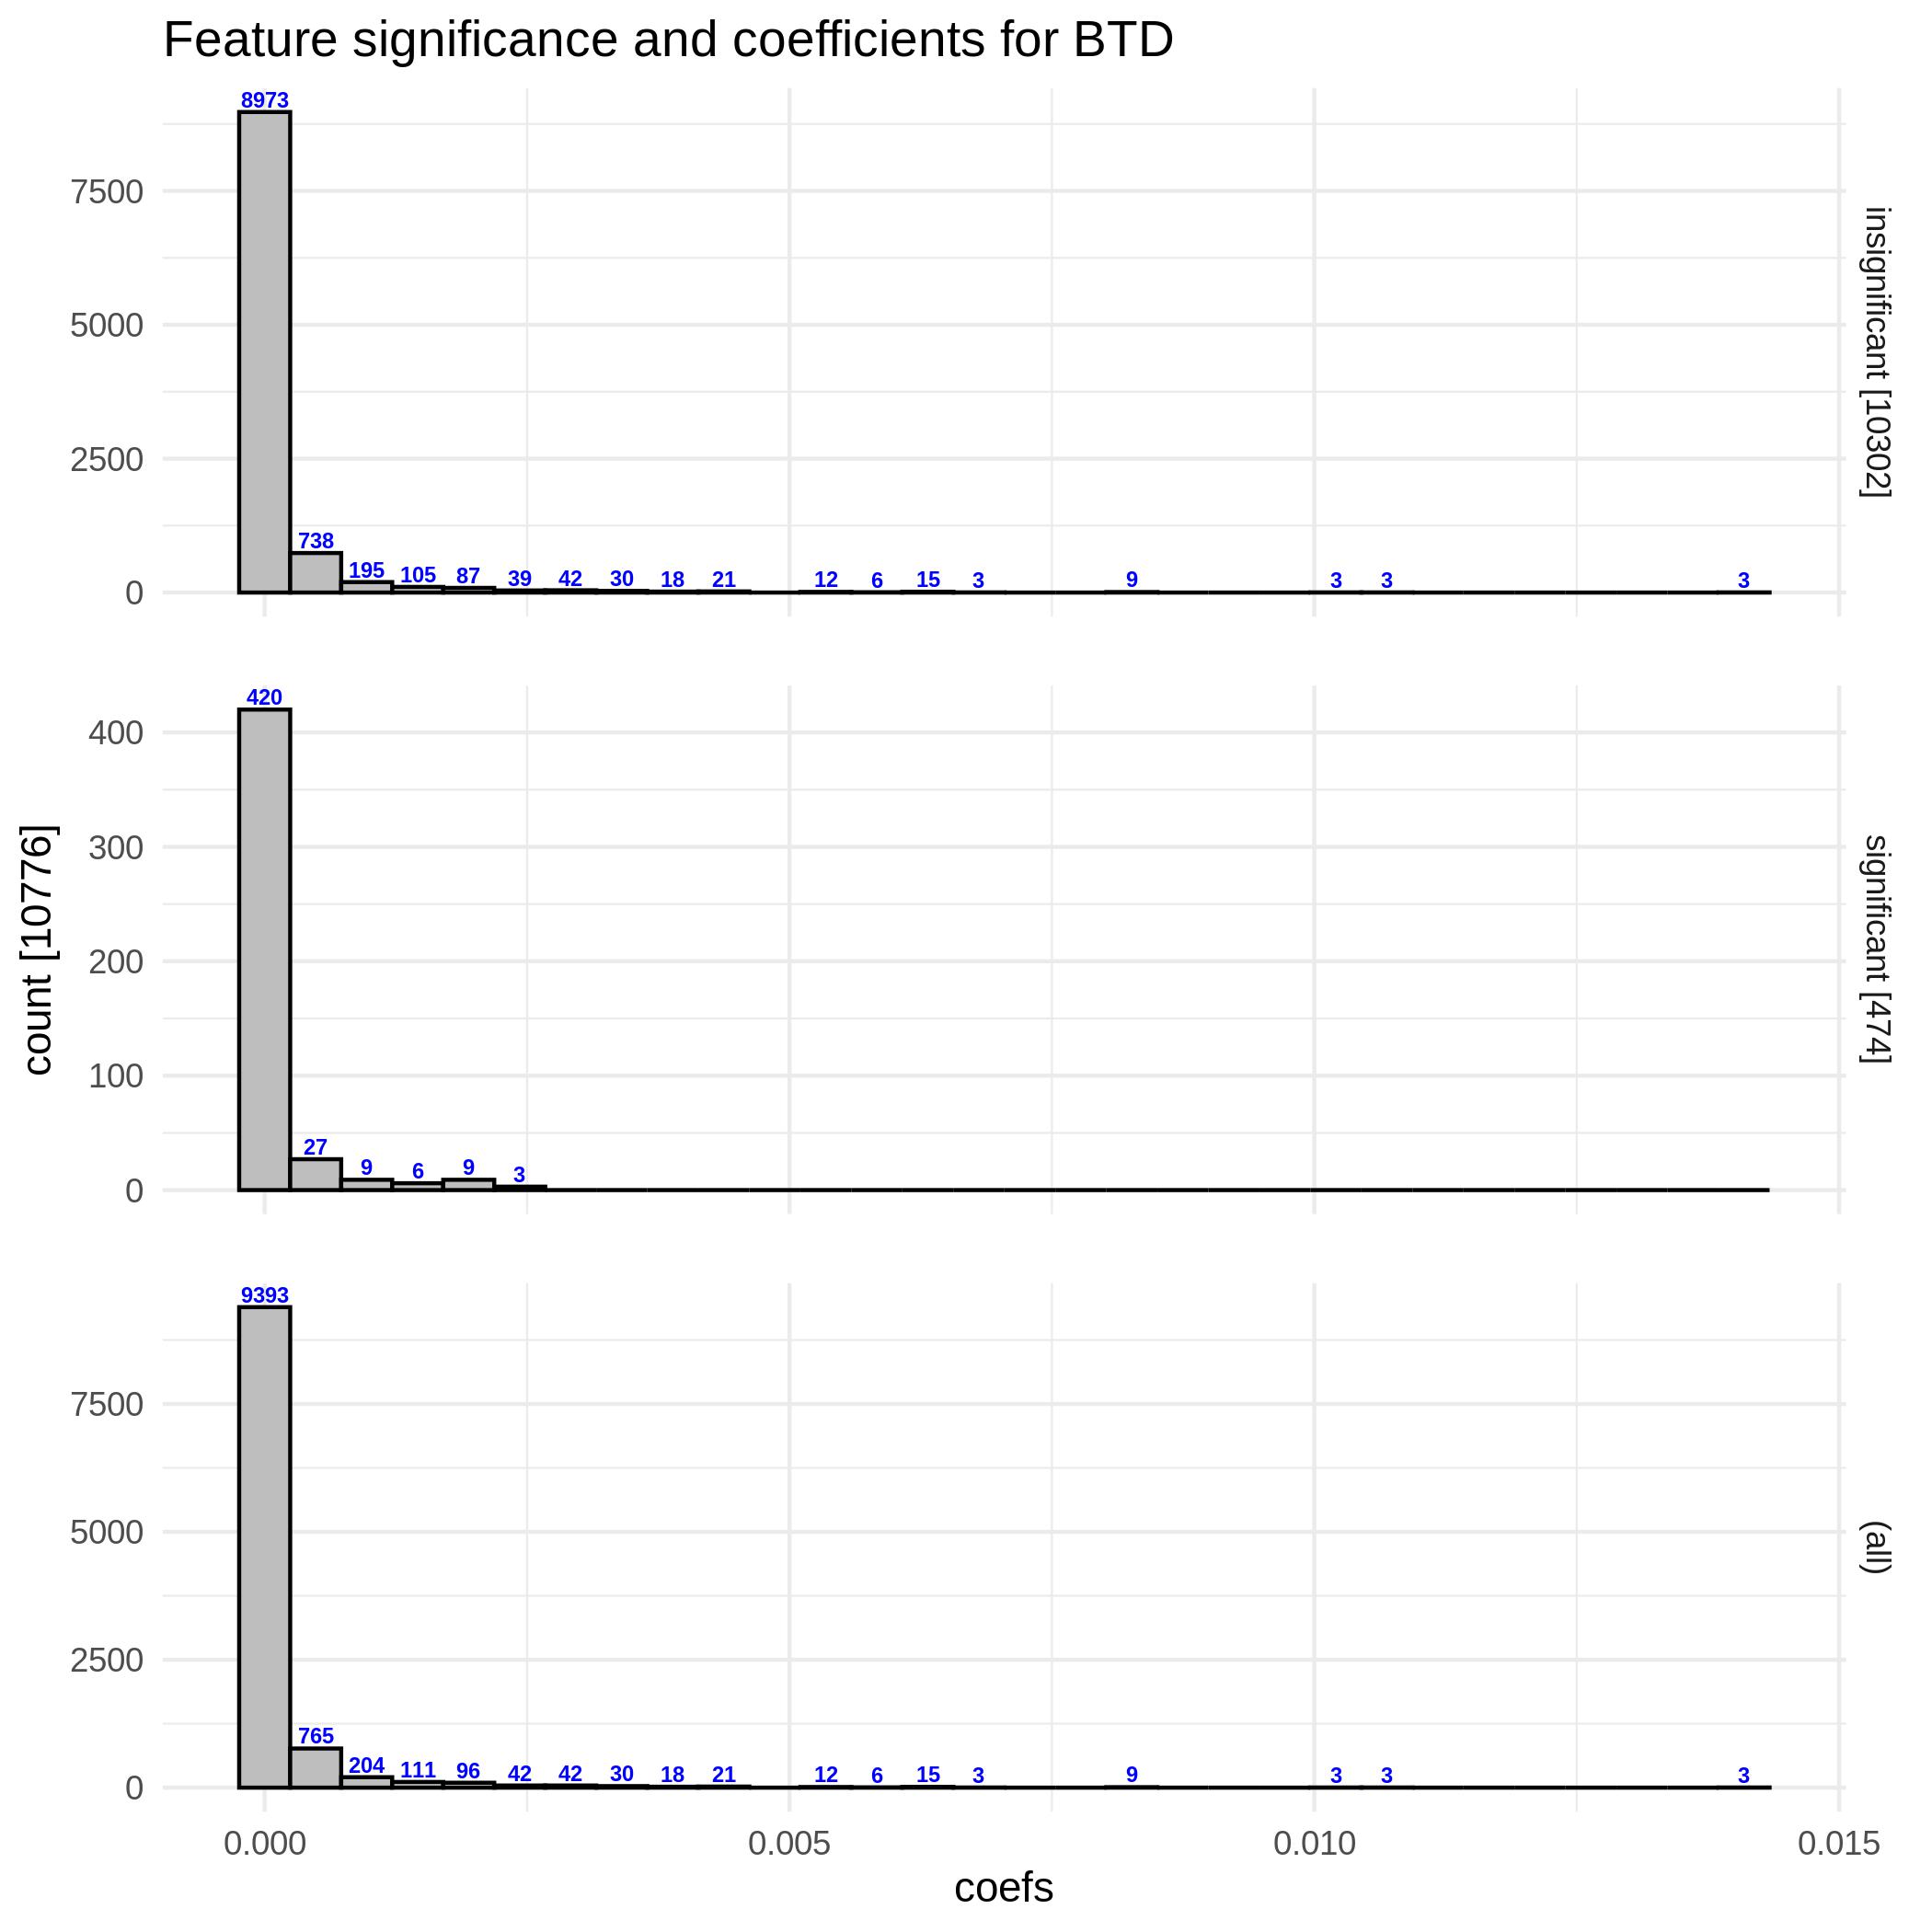 Feature significance and coefficients for BTD
8973
7500
5000
2500
738
195 105 87 39 42 30 18 21 12 6 15 3 9 3 3 3
0
insignificant [10302]
420
400
300
200
100
27
9 6 9 3
0
significant [474]
count [10776]
9393
7500
5000
2500
765
204 111 96 42 42 30 18 21 12 6 15 3 9 3 3 3
0
(all)
0.000 0.005 0.010 0.015
coefs